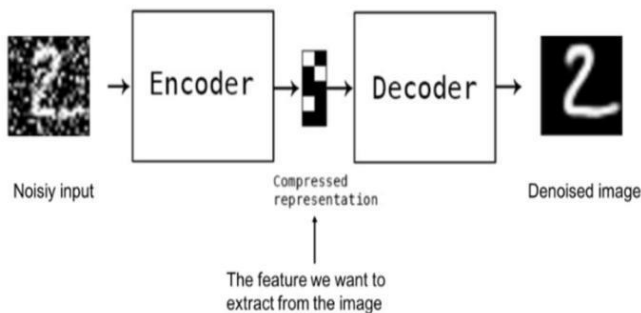 Encoder
Decoder
Noisiy input
Compressed
representation
Denoised image
The feature we want to
extract from the image